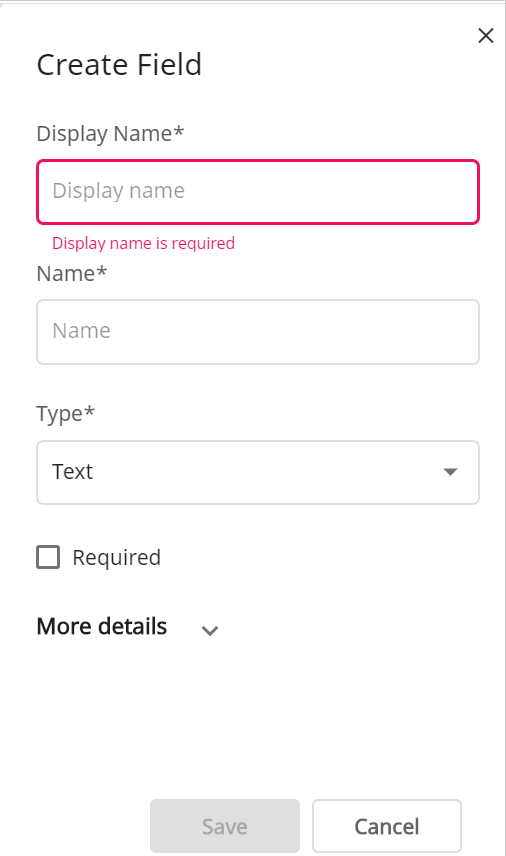 Create Field
Display Name*
Display name
Display name is required
Name*
Name
Type*
Text
Required
More details
Save
Cancel